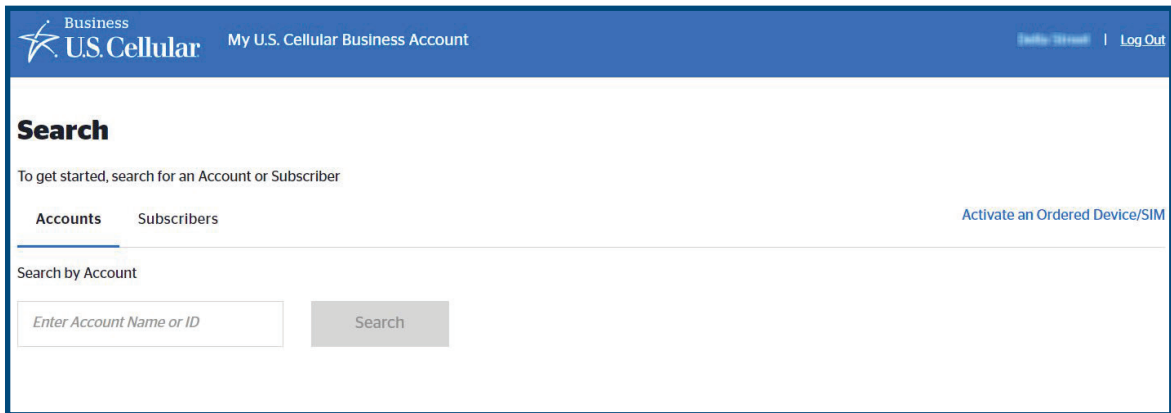 Business
U.S. Cellular
My U.S. Cellular Business Account
| Log Out
Search
To get started, search for an Account or Subscriber
Accounts Subscribers Activate an Ordered Device/SIM
Search by Account
Enter Account Name or ID Search